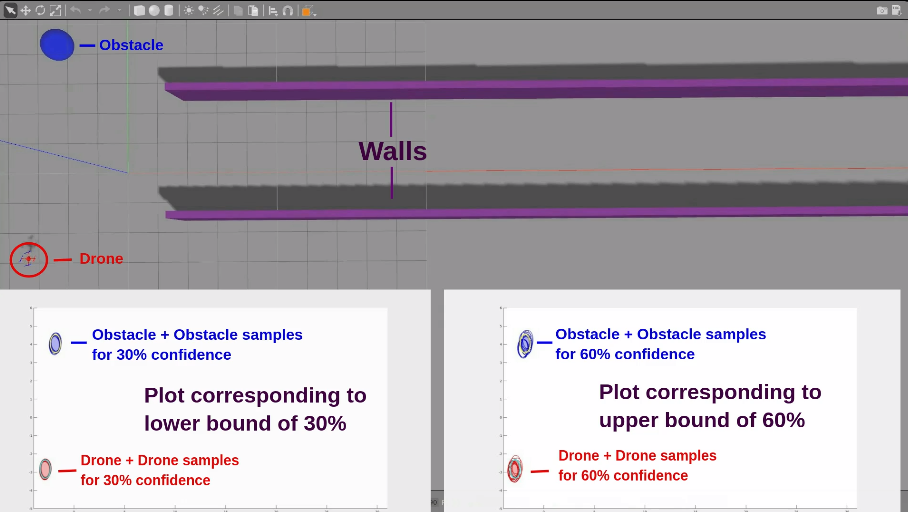 Obstacle
Walls
Drone
Obstacle + Obstacle samples
for 30% confidence
Plot corresponding to
lower bound of 30%
Drone + Drone samples
for 30% confidence
Obstacle + Obstacle samples
for 60% confidence
Plot corresponding to
upper bound of 60%
Drone + Drone samples
for 60% confidence